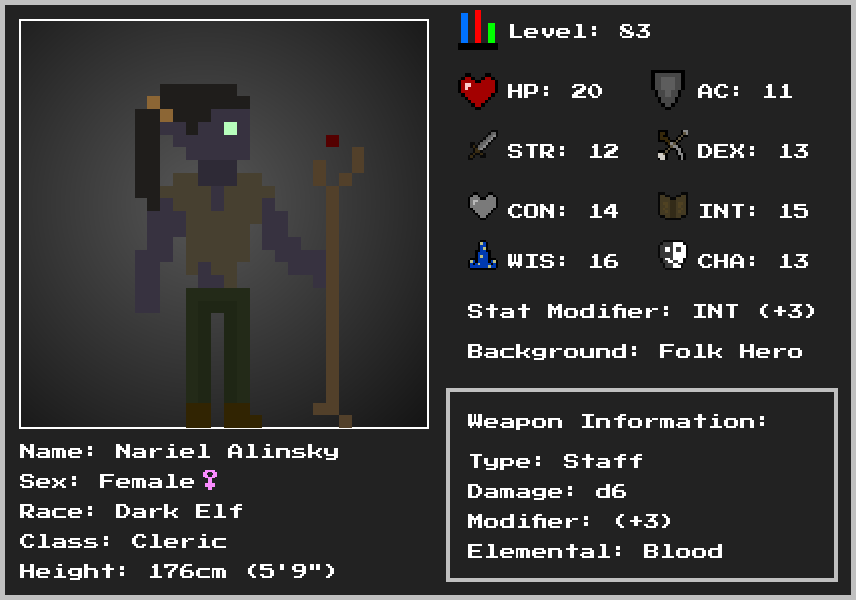 Level: 83
HP: 20
AC: 11
STR: 12
DEX: 13
CON: 14
INT: 15
WIS: 16
CHA: 13
Stat Modifier: INT (+3)
Background: Folk Hero
Weapon Information:
Type: Staff
Damage: d6
Modifier: (+3)
Elemental: Blood
Name: Nariel Alinsky
Sex: Female♀
Race: Dark Elf
Class: Cleric
Height: 176cm (5'9")